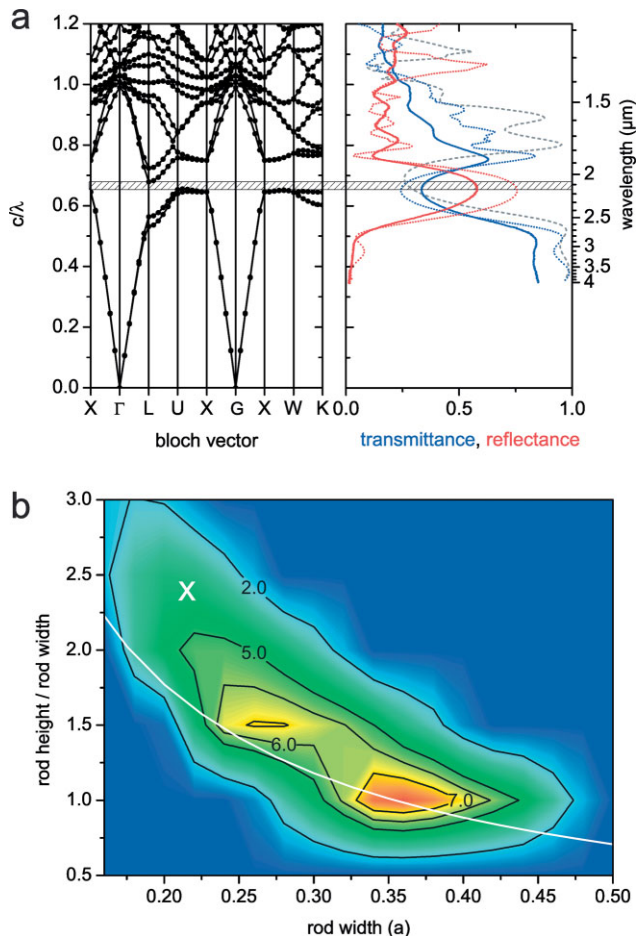 a
1.2
1.0
0.8
0.6
0.4
0.2
0.0
c/λ
X Γ L U X G X W K
bloch vector
0.0 0.5 1.0
transmittance, reflectance
1.5
2
2.5
3
3.5
4
wavelength (μm)
b
3.0
2.5
2.0
1.5
1.0
0.5
rod height / rod width
X
2.0
5.0
6.0
7.0
0.20 0.25 0.30 0.35 0.40 0.45 0.50
rod width (a)